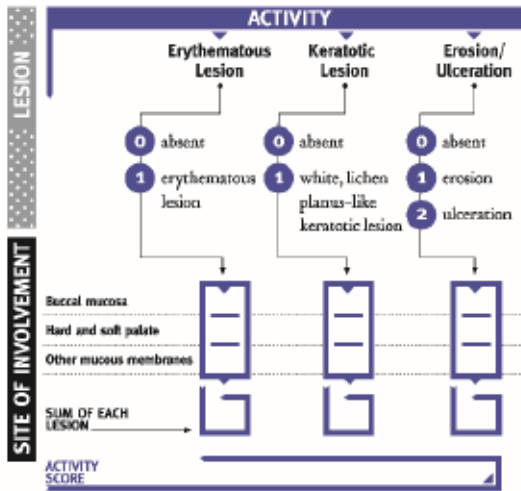 ACTIVITY
LESION
Erythematous
Lesion
Keratotic
Lesion
Erosion/
Ulceration
0 absent
1 erythematous
lesion
0 absent
1 white, lichen
planus-like
keratotic lesion
0 absent
1 erosion
2 ulceration
SITE OF INVOLVEMENT
Buccal mucosa
Hard and soft palate
Other mucous membranes
SUM OF EACH
LESION
ACTIVITY
SCORE